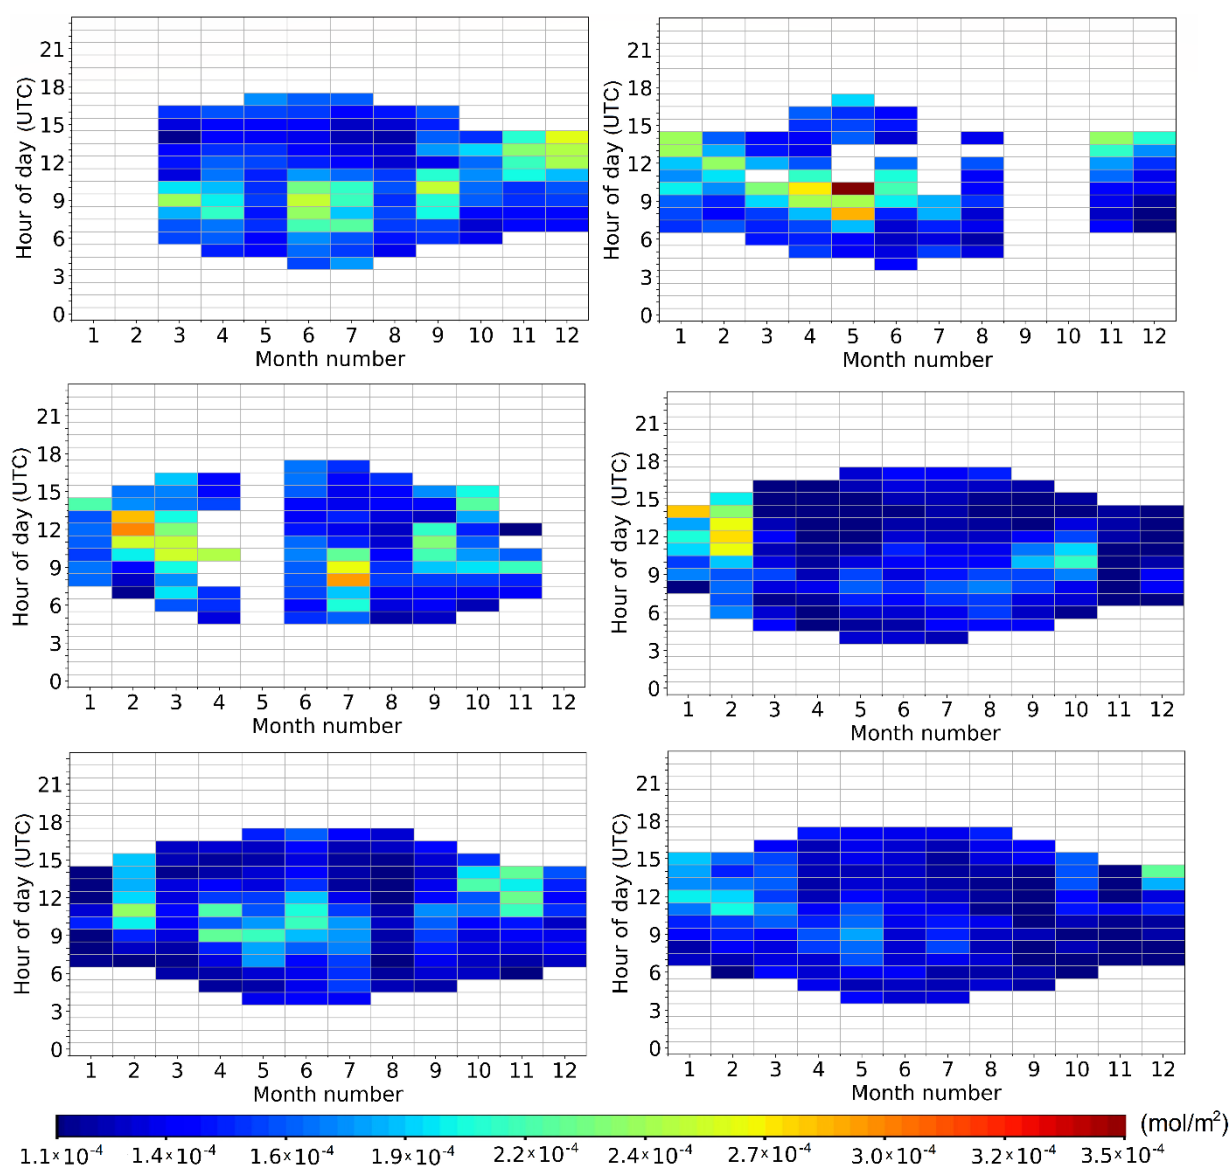 21
18
15
12
9
6
3
0
Hour of day (UTC)
1 2 3 4 5 6 7 8 9 10 11 12
Month number
21
18
15
12
9
6
3
0
Hour of day (UTC)
1 2 3 4 5 6 7 8 9 10 11 12
Month number
21
18
15
12
9
6
3
0
Hour of day (UTC)
1 2 3 4 5 6 7 8 9 10 11 12
Month number
21
18
15
12
9
6
3
0
Hour of day (UTC)
1 2 3 4 5 6 7 8 9 10 11 12
Month number
21
18
15
12
9
6
3
0
Hour of day (UTC)
1 2 3 4 5 6 7 8 9 10 11 12
Month number
21
18
15
12
9
6
3
0
Hour of day (UTC)
1 2 3 4 5 6 7 8 9 10 11 12
Month number
(mol/m²)
1.1×10⁻⁴ 1.4×10⁻⁴ 1.6×10⁻⁴ 1.9×10⁻⁴ 2.2×10⁻⁴ 2.4×10⁻⁴ 2.7×10⁻⁴ 3.0×10⁻⁴ 3.2×10⁻⁴ 3.5×10⁻⁴